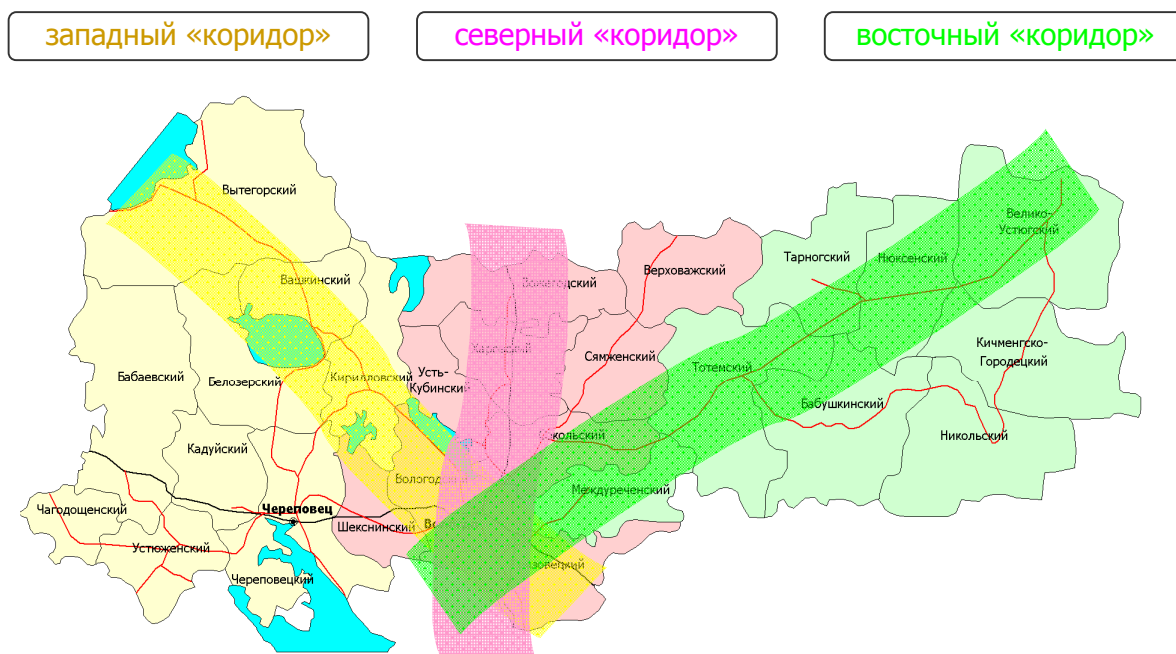 западный «коридор»
северный «коридор»
восточный «коридор»
Вытегорский
Велико-
Устюгский
Тарногский
Нюксенский
Верховажский
Вашкинский
Вожегодский
Кичменгско-
Городецкий
Харовский
Сямженский
Бабаевский
Белозерский
Кирилловский
Усть-
Кубинский
Тотемский
Бабушкинский
Никольский
Кадуйский
Вологодский
Междуреченский
Чагодощенский
Череповец
Шекснинский
Устюженский
Череповецкий